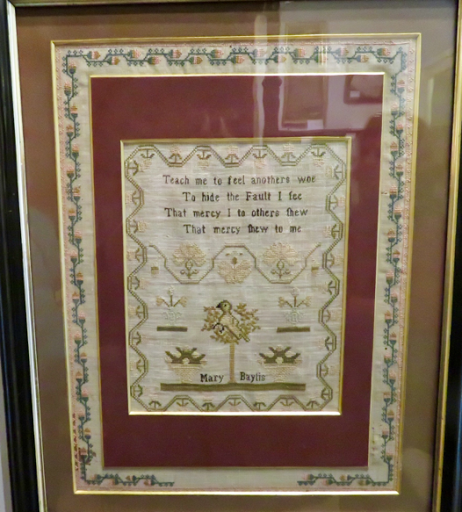 Teach me to feel anothers woe
To hide the Fault I ſee
That mercy I to others ſhew
That mercy ſhew to me
Mary Baylis